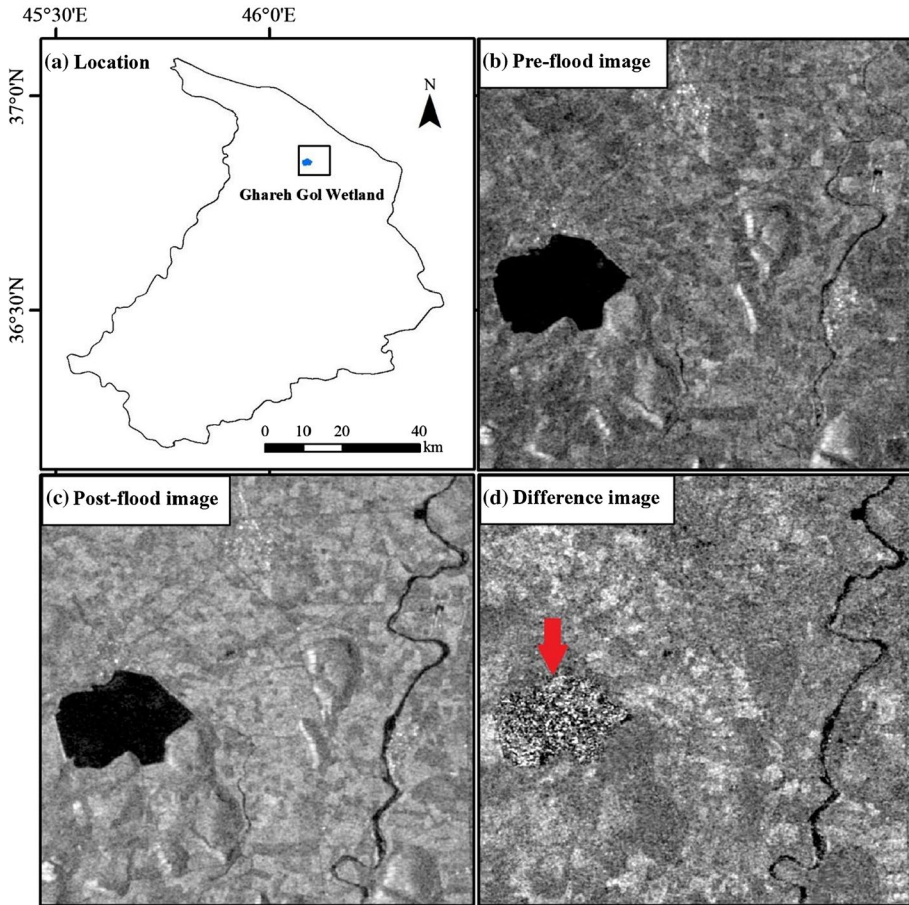 45°30'E 46°0'E
(a) Location
(b) Pre-flood image
N
37°0'N
Ghareh Gol Wetland
36°30'N
0 10 20 40
km
(c) Post-flood image
(d) Difference image